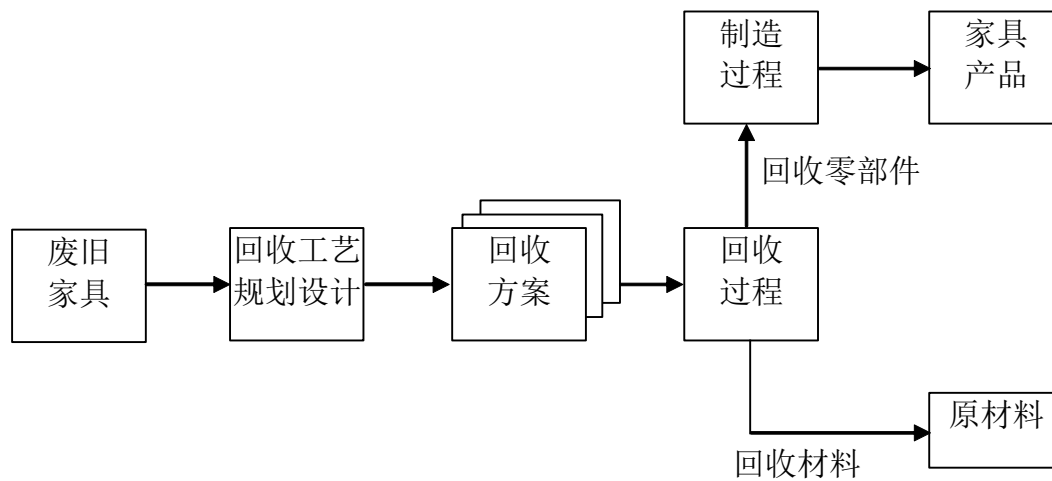 制造
过程
家具
产品
回收零部件
废旧
家具
回收工艺
规划设计
回收
方案
回收
过程
原材料
回收材料